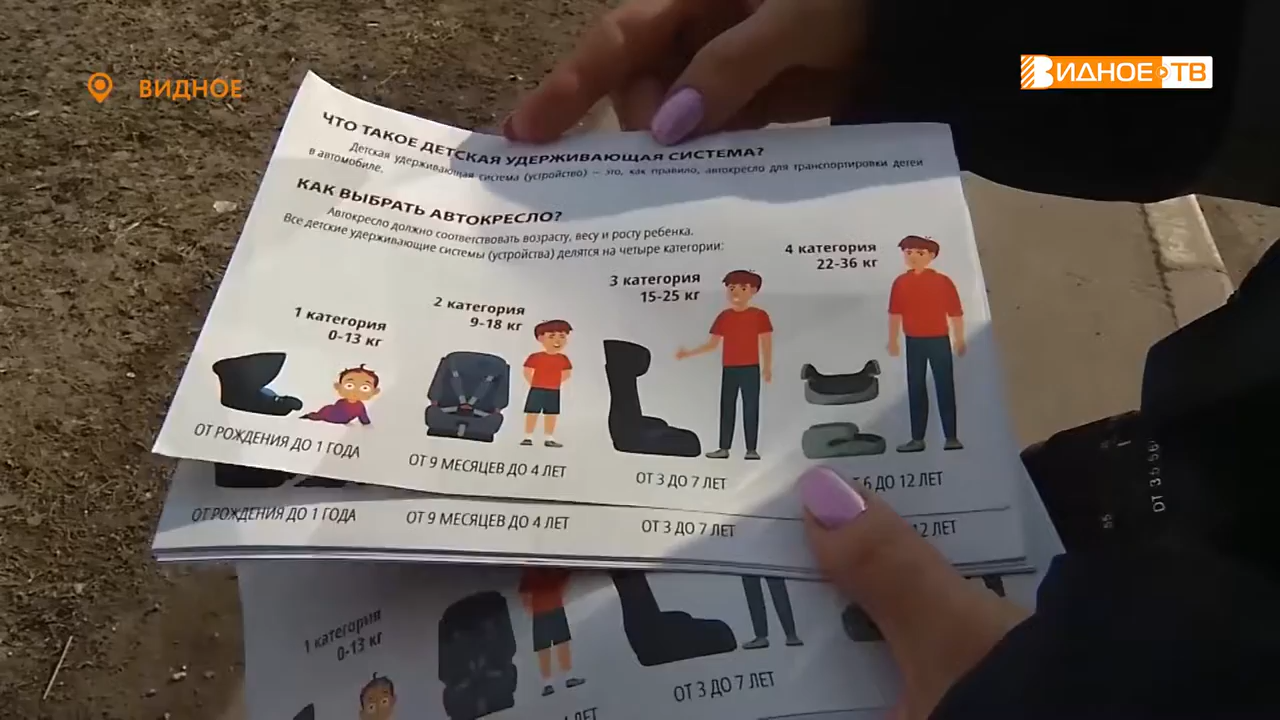 ВИДНОЕ
ВИДНОЕ ТВ
ЧТО ТАКОЕ ДЕТСКАЯ УДЕРЖИВАЮЩАЯ СИСТЕМА?
Детская удерживающая система (устройство) – это, как правило, автокресло для транспортировки детей
в автомобиле.
КАК ВЫБРАТЬ АВТОКРЕСЛО?
Автокресло должно соответствовать возрасту, весу и росту ребенка.
Все детские удерживающие системы (устройства) делятся на четыре категории:
1 категория
0-13 кг
2 категория
9-18 кг
3 категория
15-25 кг
4 категория
22-36 кг
ОТ РОЖДЕНИЯ ДО 1 ГОДА
ОТ 9 МЕСЯЦЕВ ДО 4 ЛЕТ
ОТ 3 ДО 7 ЛЕТ
6 ДО 12 ЛЕТ
ОТ РОЖДЕНИЯ ДО 1 ГОДА
ОТ 9 МЕСЯЦЕВ ДО 4 ЛЕТ
ОТ 3 ДО 7 ЛЕТ
12 ЛЕТ
1 категория
0-13 кг
ОТ 3 ДО 7 ЛЕТ
ЛЕТ